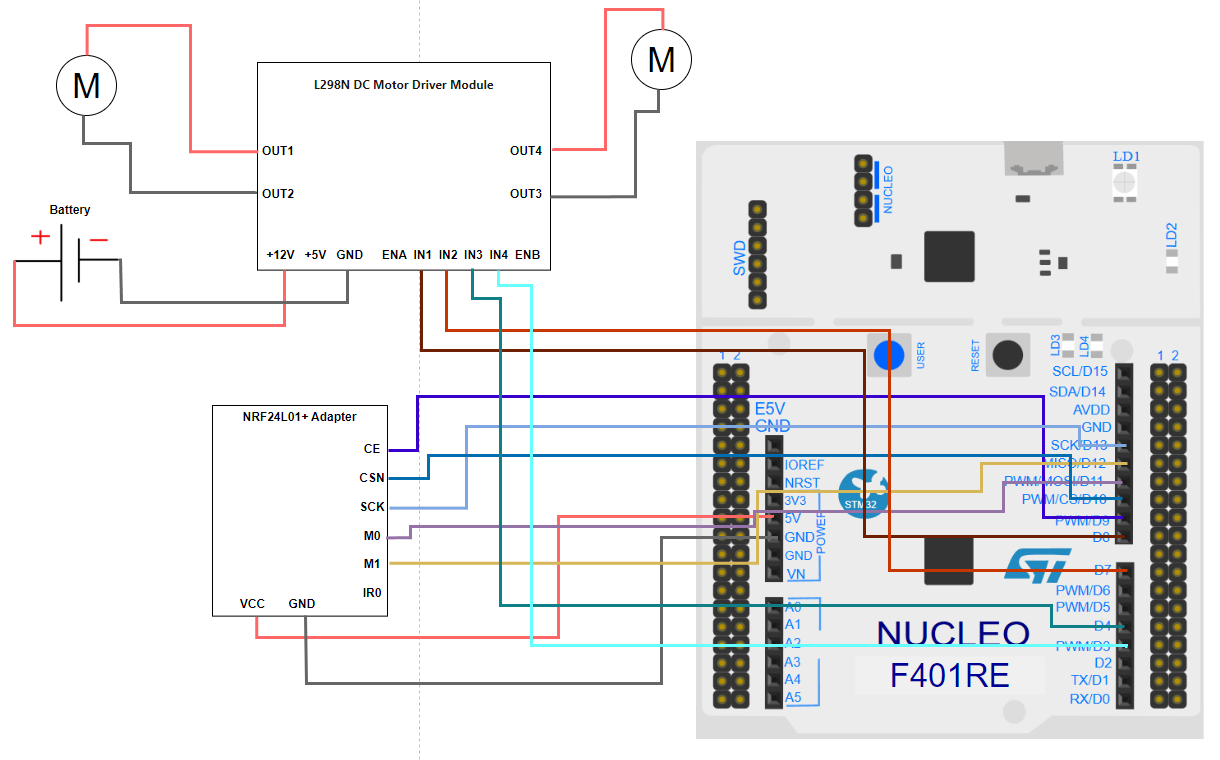 M
M
L298N DC Motor Driver Module
OUT1
OUT4
OUT2
OUT3
Battery
+
−
+12V
+5V
GND
ENA
IN1
IN2
IN3
IN4
ENB
NRF24L01+ Adapter
CE
CSN
SCK
M0
M1
IR0
VCC
GND
NUCLEO
LD1
SWD
LD2
USER
RESET
LD3
LD4
1 2
1 2
E5V
GND
IOREF
NRST
3V3
5V
GND
GND
VN
POWER
A0
A1
A2
A3
A4
A5
STM32
SCL/D15
SDA/D14
AVDD
GND
SCK/D13
MISO/D12
PWM/MOSI/D11
PWM/CS/D10
PWM/D9
D8
D7
PWM/D6
PWM/D5
D4
PWM/D3
D2
TX/D1
RX/D0
ST
NUCLEO
F401RE